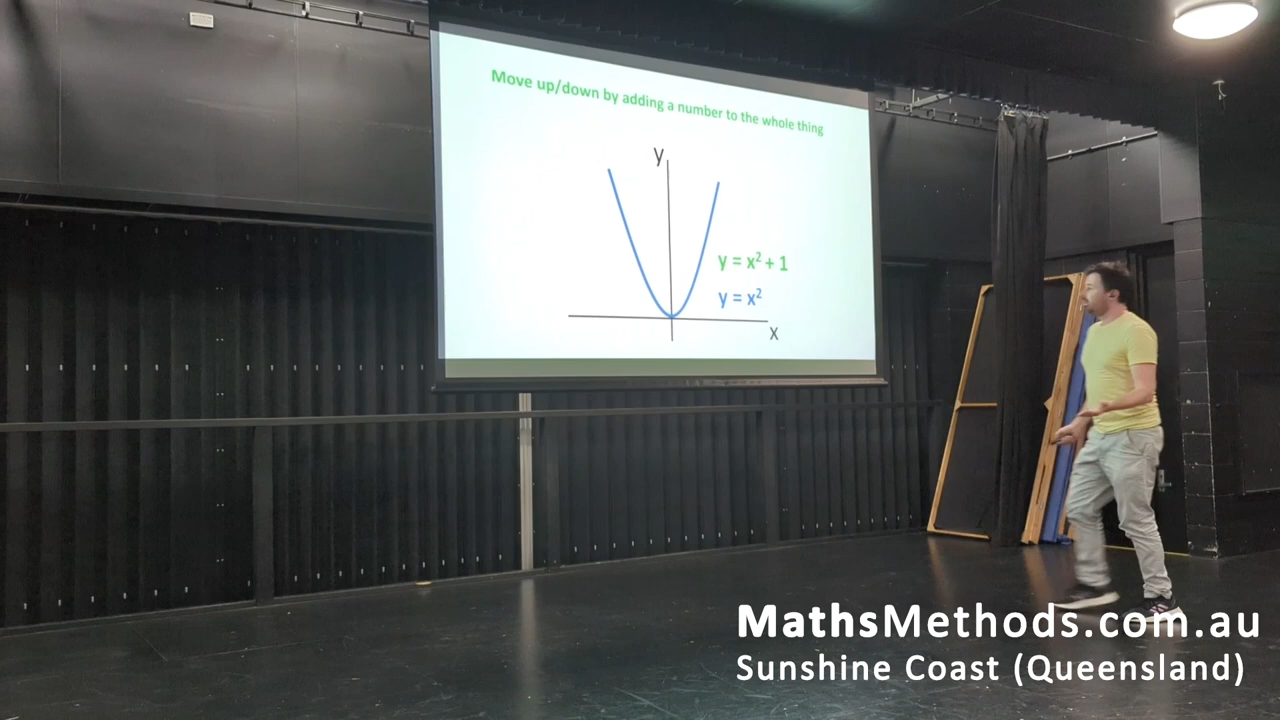 Move up/down by adding a number to the whole thing
y
y = x² + 1
y = x²
x
MathsMethods.com.au
Sunshine Coast (Queensland)